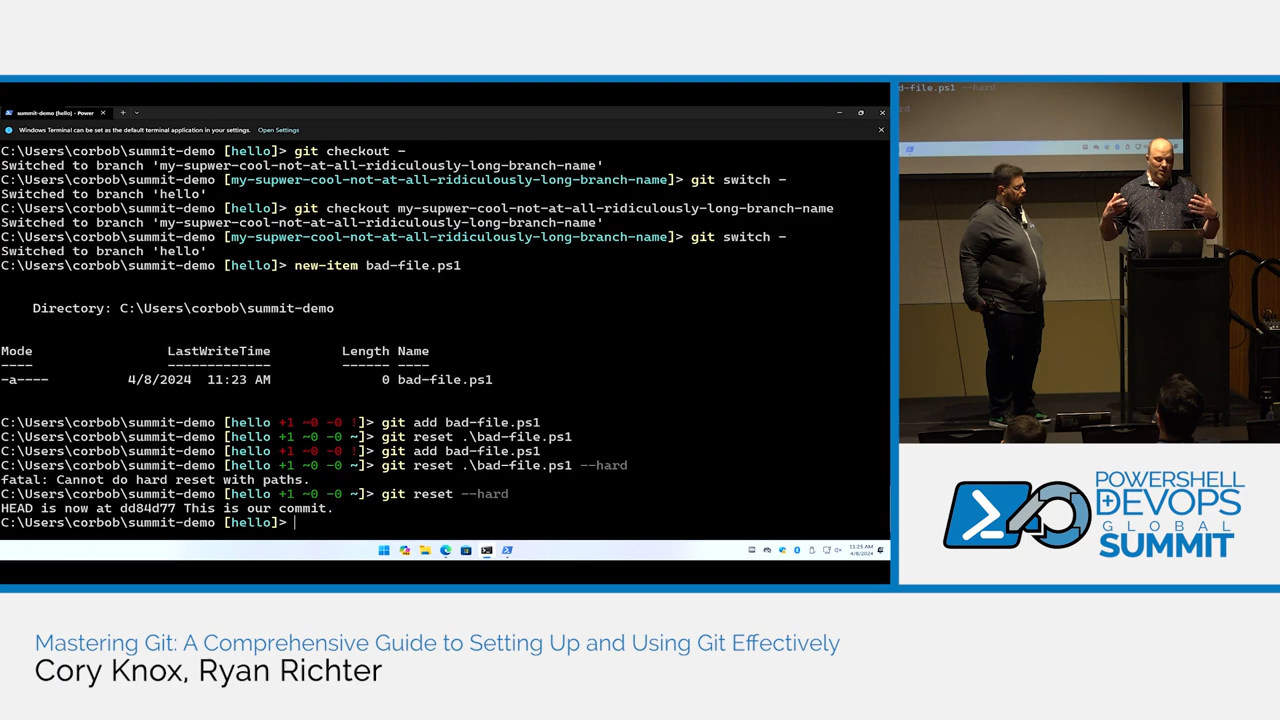 summit-demo [hello] - Power
Windows Terminal can be set as the default terminal application in your settings. Open Settings
C:\Users\corbob\summit-demo [hello]> git checkout -
Switched to branch 'my-supwer-cool-not-at-all-ridiculously-long-branch-name'
C:\Users\corbob\summit-demo [my-supwer-cool-not-at-all-ridiculously-long-branch-name]> git switch -
Switched to branch 'hello'
C:\Users\corbob\summit-demo [hello]> git checkout my-supwer-cool-not-at-all-ridiculously-long-branch-name
Switched to branch 'my-supwer-cool-not-at-all-ridiculously-long-branch-name'
C:\Users\corbob\summit-demo [my-supwer-cool-not-at-all-ridiculously-long-branch-name]> git switch -
Switched to branch 'hello'
C:\Users\corbob\summit-demo [hello]> new-item bad-file.ps1
Directory: C:\Users\corbob\summit-demo
Mode LastWriteTime Length Name
---- ------------- ------ ----
-a---- 4/8/2024 11:23 AM 0 bad-file.ps1
C:\Users\corbob\summit-demo [hello +1 ~0 -0 !]> git add bad-file.ps1
C:\Users\corbob\summit-demo [hello +1 ~0 -0 ~]> git reset .\bad-file.ps1
C:\Users\corbob\summit-demo [hello +1 ~0 -0 !]> git add bad-file.ps1
C:\Users\corbob\summit-demo [hello +1 ~0 -0 ~]> git reset .\bad-file.ps1 --hard
fatal: Cannot do hard reset with paths.
C:\Users\corbob\summit-demo [hello +1 ~0 -0 ~]> git reset --hard
HEAD is now at dd84d77 This is our commit.
C:\Users\corbob\summit-demo [hello]>
11:25 AM
4/8/2024
ad-file.ps1 --hard
rd
POWERSHELL
+DEVOPS
GLOBAL
SUMMIT
Mastering Git: A Comprehensive Guide to Setting Up and Using Git Effectively
Cory Knox, Ryan Richter